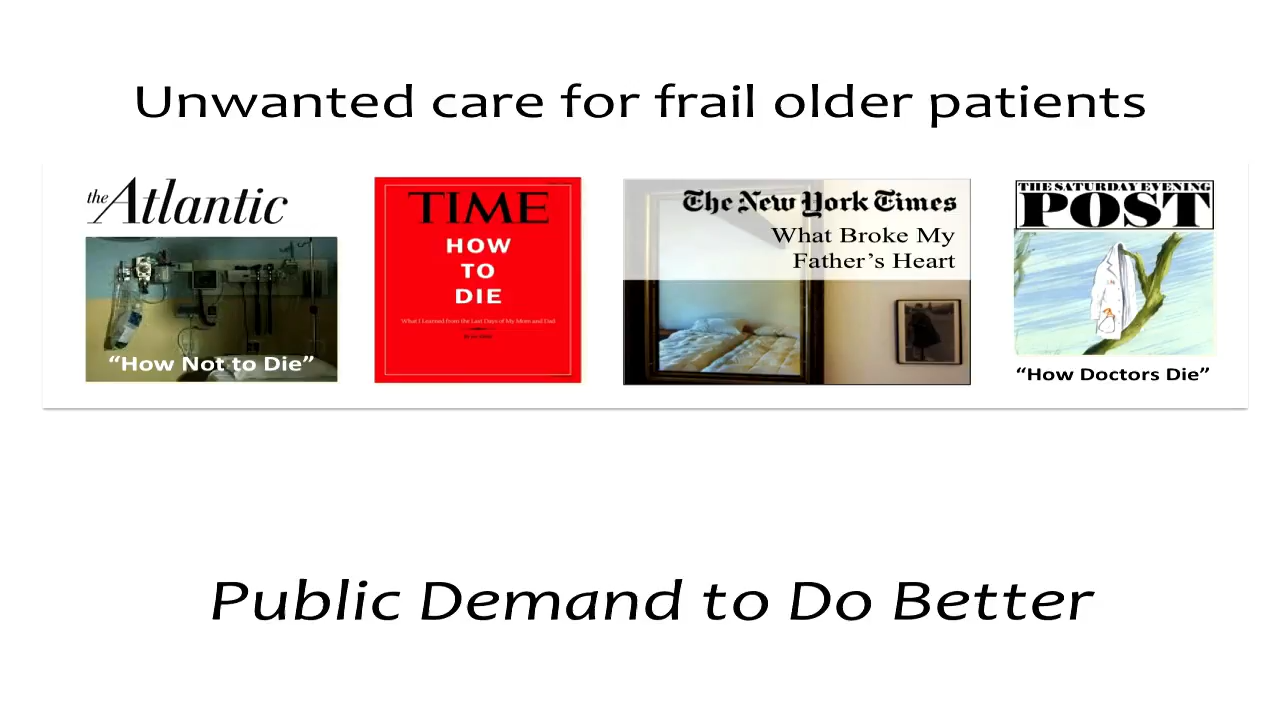 Unwanted care for frail older patients
the Atlantic
“How Not to Die”
TIME
HOW
TO
DIE
What I Learned from the Last Days of My Mom and Dad
The New York Times
What Broke My
Father’s Heart
THE SATURDAY EVENING
POST
“How Doctors Die”
Public Demand to Do Better